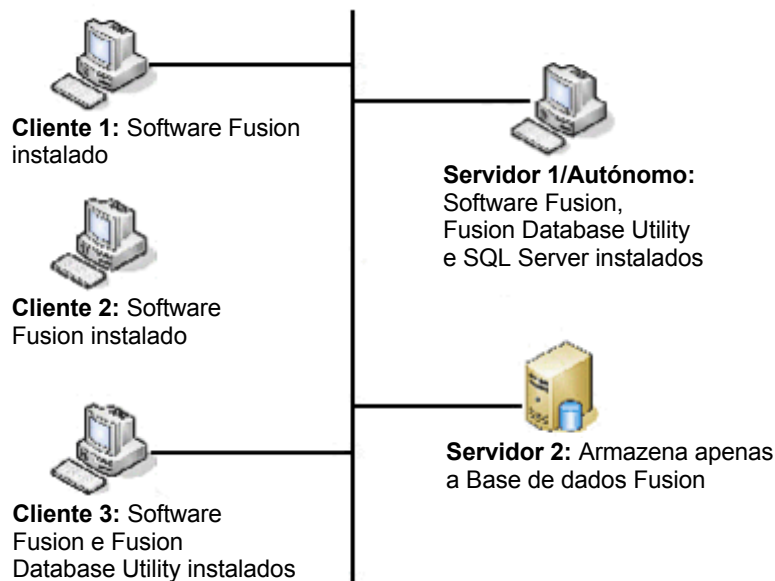 Cliente 1: Software Fusion
instalado
Cliente 2: Software
Fusion instalado
Cliente 3: Software
Fusion e Fusion
Database Utility instalados
Servidor 1/Autónomo:
Software Fusion,
Fusion Database Utility
e SQL Server instalados
Servidor 2: Armazena apenas
a Base de dados Fusion